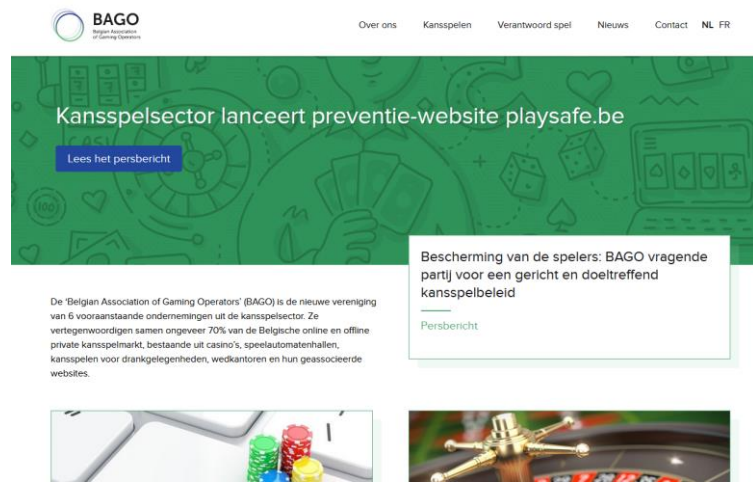 BAGO
Belgian Association
of Gaming Operators
Over ons
Kansspelen
Verantwoord spel
Nieuws
Contact
NL FR
Kansspelsector lanceert preventie-website playsafe.be
Lees het persbericht
Bescherming van de spelers: BAGO vragende
partij voor een gericht en doeltreffend
kansspelbeleid
Persbericht
De 'Belgian Association of Gaming Operators' (BAGO) is de nieuwe vereniging
van 6 vooraanstaande ondernemingen uit de kansspelsector. Ze
vertegenwoordigen samen ongeveer 70% van de Belgische online en offline
private kansspelmarkt, bestaande uit casino's, speelautomatenhallen,
kansspelen voor drankgelegenheden, wedkantoren en hun geassocieerde
websites.